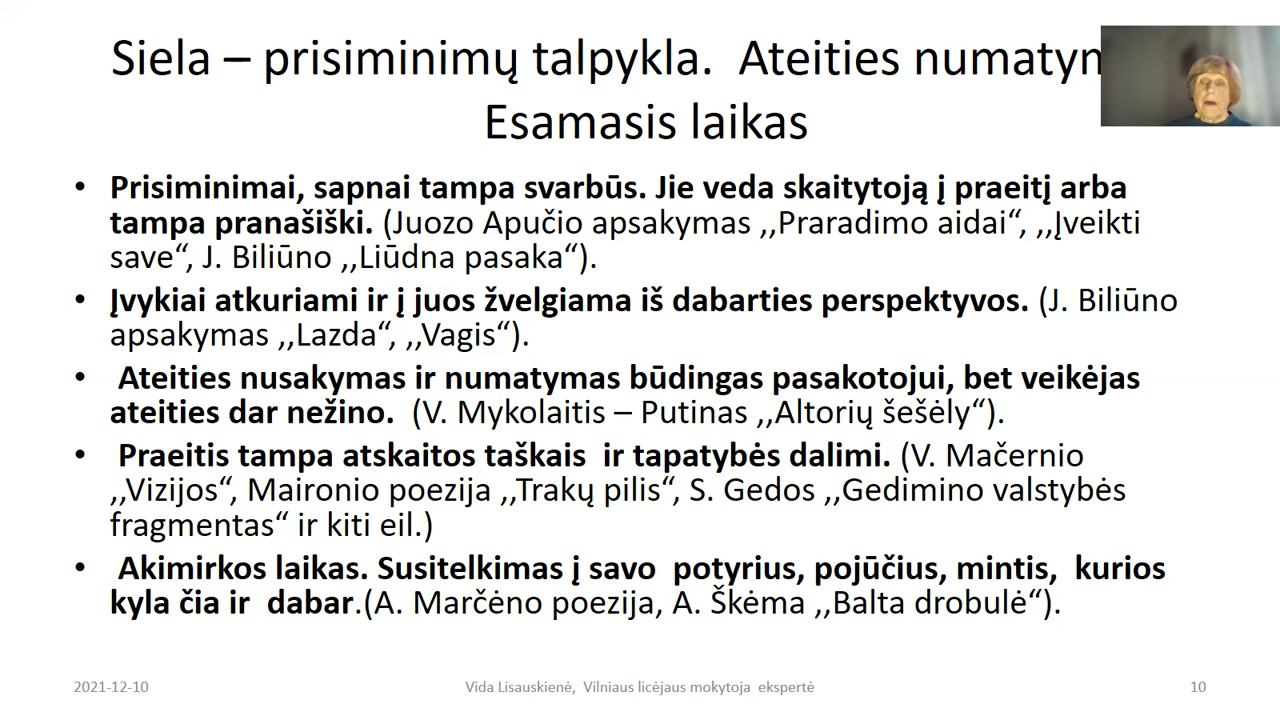 Siela – prisiminimų talpykla. Ateities
Esamasis laikas
• Prisiminimai, sapnai tampa svarbūs. Jie veda skaitytoją į praeitį arba
tampa pranašiški. (Juozo Apučio apsakymas ,,Praradimo aidai“, ,,Įveikti
save“, J. Biliūno ,,Liūdna pasaka“).
• Įvykiai atkuriami ir į juos žvelgiama iš dabarties perspektyvos. (J. Biliūno
apsakymas ,,Lazda“, ,,Vagis“).
• Ateities nusakymas ir numatymas būdingas pasakotojui, bet veikėjas
ateities dar nežino. (V. Mykolaitis – Putinas ,,Altorių šešėly“).
• Praeitis tampa atskaitos taškais ir tapatybės dalimi. (V. Mačernio
,,Vizijos“, Maironio poezija ,,Trakų pilis“, S. Gedos ,,Gedimino valstybės
fragmentas“ ir kiti eil.)
• Akimirkos laikas. Susitelkimas į savo potyrius, pojūčius, mintis, kurios
kyla čia ir dabar.(A. Marčėno poezija, A. Škėma ,,Balta drobulė“).
2021-12-10
Vida Lisauskienė, Vilniaus licėjaus mokytoja ekspertė
10